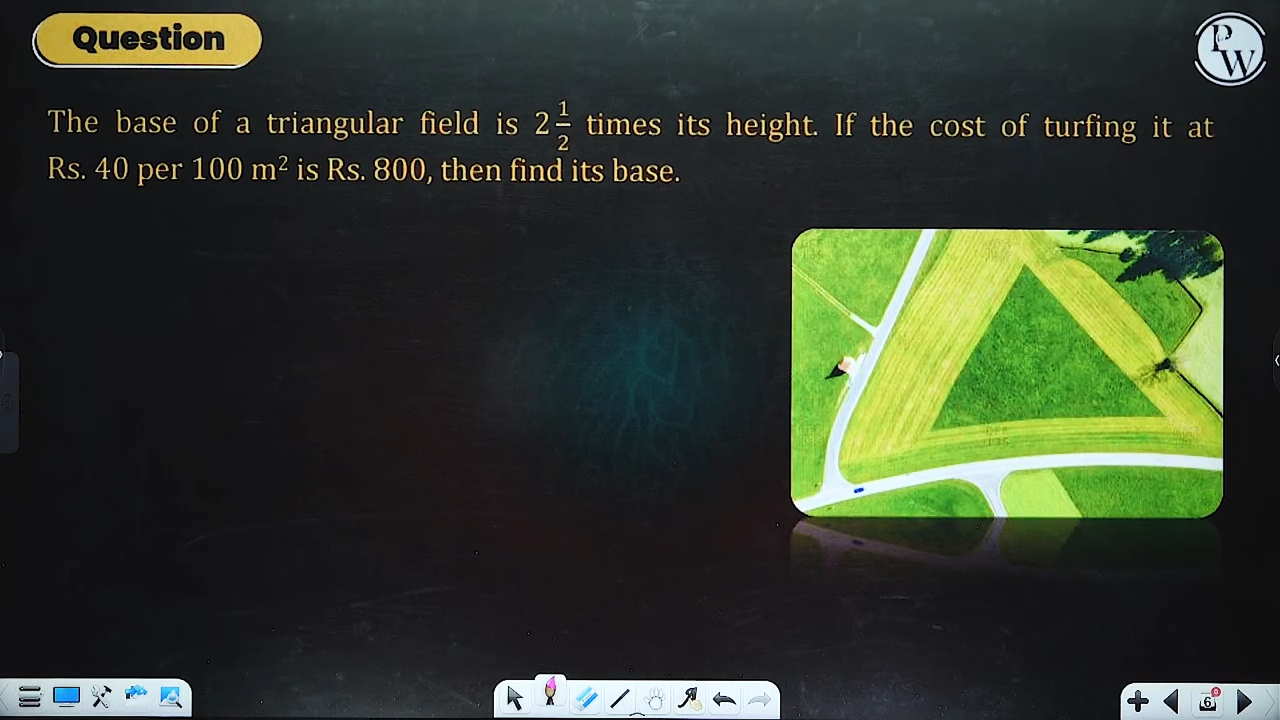 Question
PW
The base of a triangular field is 2 1/2 times its height. If the cost of turfing it at
Rs. 40 per 100 m² is Rs. 800, then find its base.
6